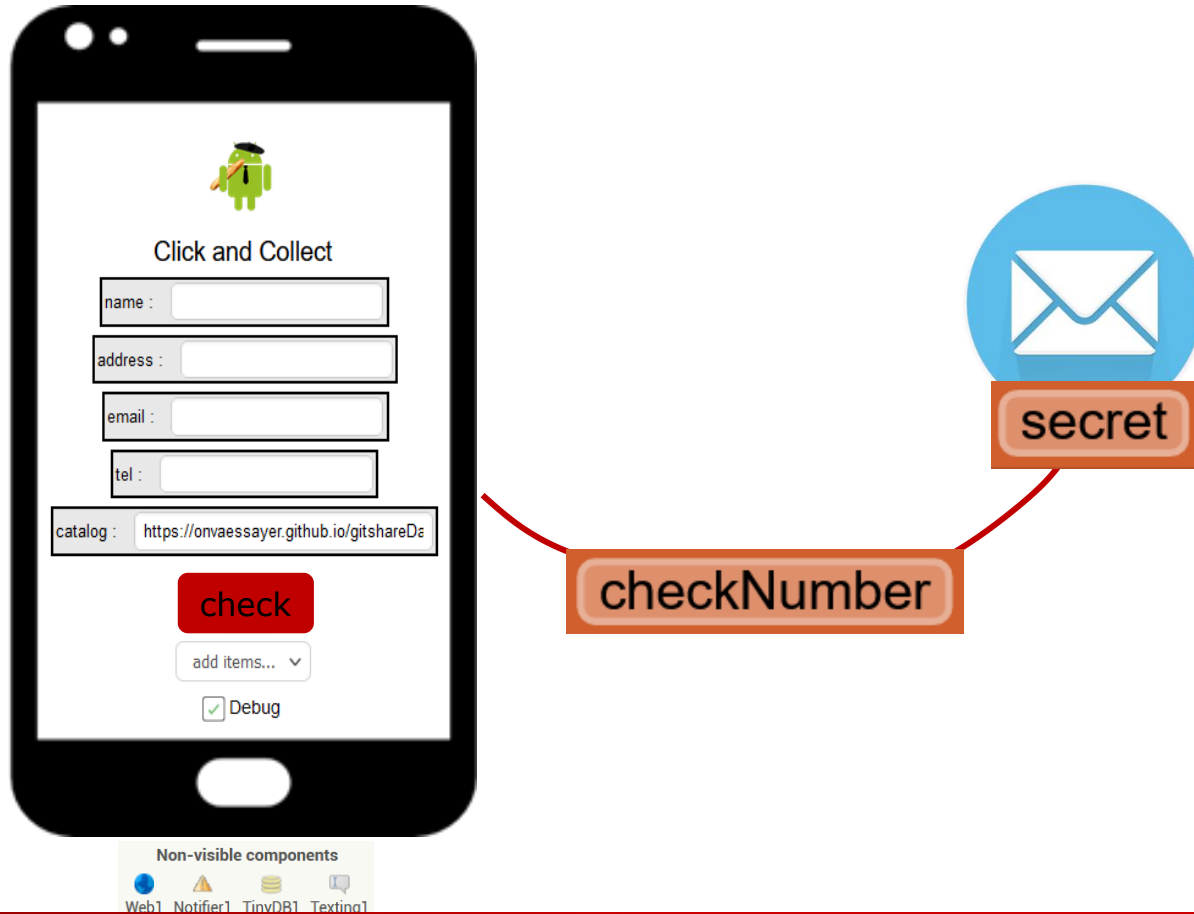 Click and Collect
name :
address :
email :
tel :
catalog : https://onvaessayer.github.io/gitshareDa
check
add items...
Debug
secret
checkNumber
Non-visible components
Web1 Notifier1 TinyDB1 Texting1